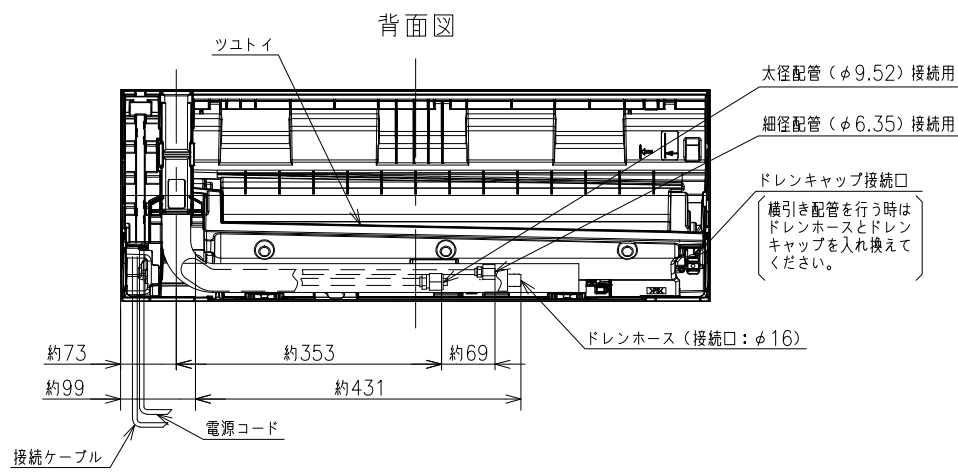 背面図
ツユトイ
太径配管（φ9.52）接続用
細径配管（φ6.35）接続用
ドレンキャップ接続口
横引き配管を行う時は
ドレンホースとドレン
キャップを入れ換えて
ください。
ドレンホース（接続口：φ16）
約73
約353
約69
約99
約431
電源コード
接続ケーブル